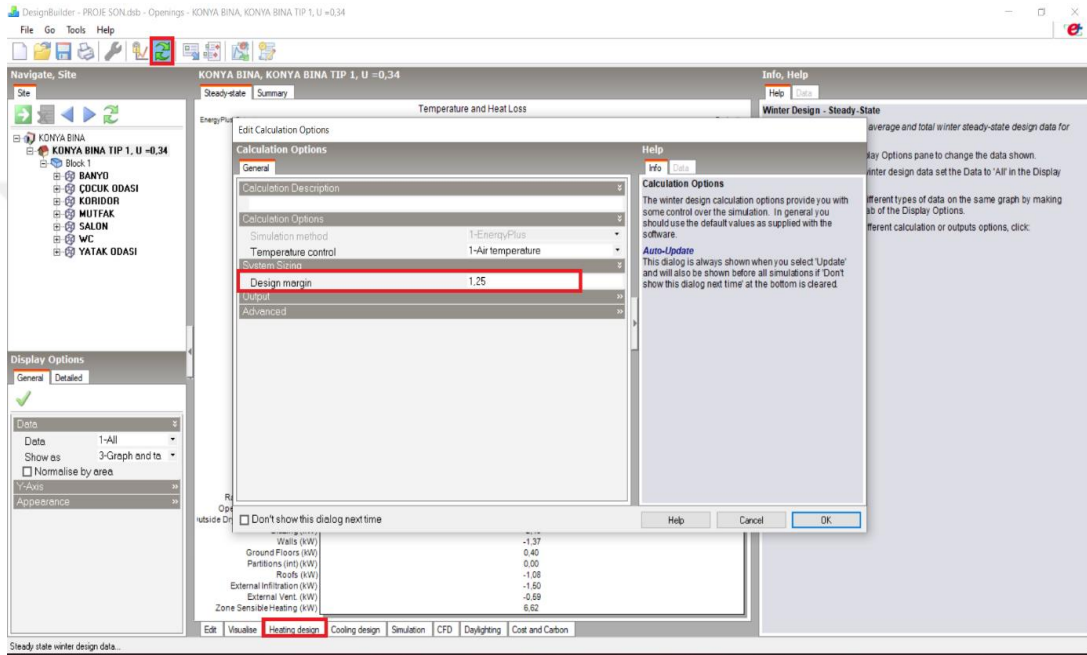 DesignBuilder - PROJE SON.dsb - Openings - KONYA BINA, KONYA BINA TIP 1, U =0,34
File Go Tools Help
Navigate, Site
Site
KONYA BINA
KONYA BINA TIP 1, U =0,34
Block 1
BANYO
ÇOCUK ODASI
KORIDOR
MUTFAK
SALON
WC
YATAK ODASI
Display Options
General Detailed
Data
Data 1-All
Show as 3-Graph and ta
Normalise by area
Y-Axis
Appearance
KONYA BINA, KONYA BINA TIP 1, U =0,34
Steady-state Summary
Temperature and Heat Loss
EnergyPlus
Edit Calculation Options
Calculation Options
General
Calculation Description
Calculation Options
Simulation method 1-EnergyPlus
Temperature control 1-Air temperature
System Sizing
Design margin 1,25
Output
Advanced
Help
Info Data
Calculation Options
The winter design calculation options provide you with
some control over the simulation. In general you
should use the default values as supplied with the
software.
Auto-Update
This dialog is always shown when you select 'Update'
and will also be shown before all simulations if 'Don't
show this dialog next time' at the bottom is cleared.
Don't show this dialog next time
Help Cancel OK
Walls (kW) -1,37
Ground Floors (kW) 0,40
Partitions (int) (kW) 0,00
Roofs (kW) -1,08
External Infiltration (kW) -1,50
External Vent. (kW) -0,59
Zone Sensible Heating (kW) 6,62
Edit Visualise Heating design Cooling design Simulation CFD Daylighting Cost and Carbon
Info, Help
Help Data
Winter Design - Steady-State
average and total winter steady-state design data for
lay Options pane to change the data shown.
winter design data set the Data to 'All' in the Display
ifferent types of data on the same graph by making
ab of the Display Options.
fferent calculation or outputs options, click:
Steady state winter design data...